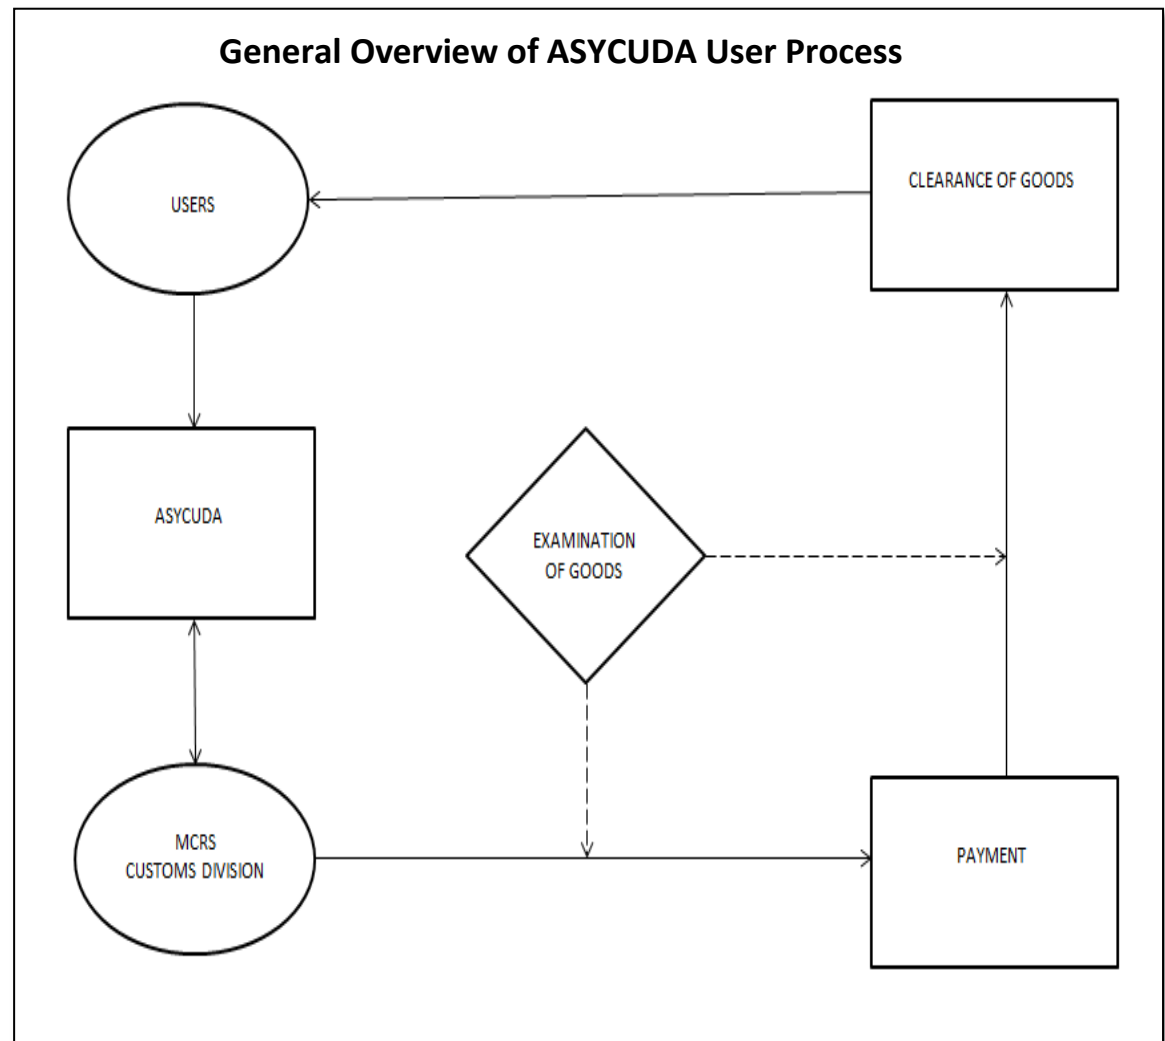 General Overview of ASYCUDA User Process
USERS
CLEARANCE OF GOODS
ASYCUDA
EXAMINATION
OF GOODS
MCRS
CUSTOMS DIVISION
PAYMENT